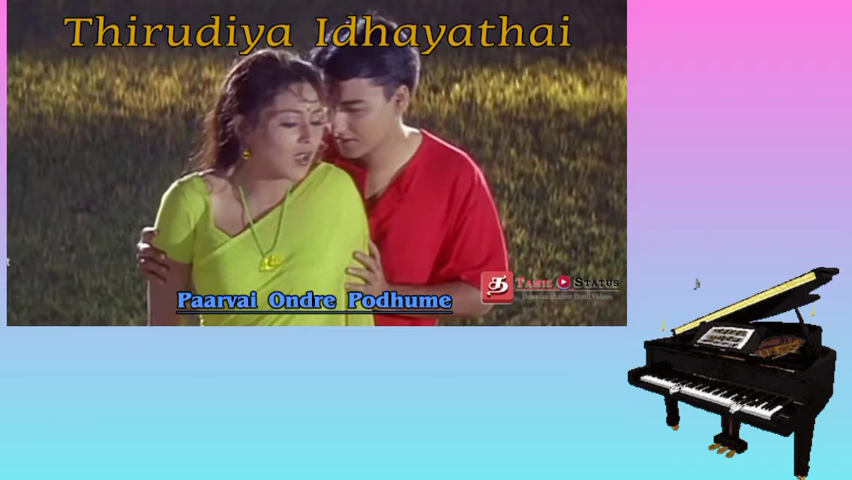 Thirudiya Idhayathai
Paarvai Ondre Podhume
த TAMIL STATUS